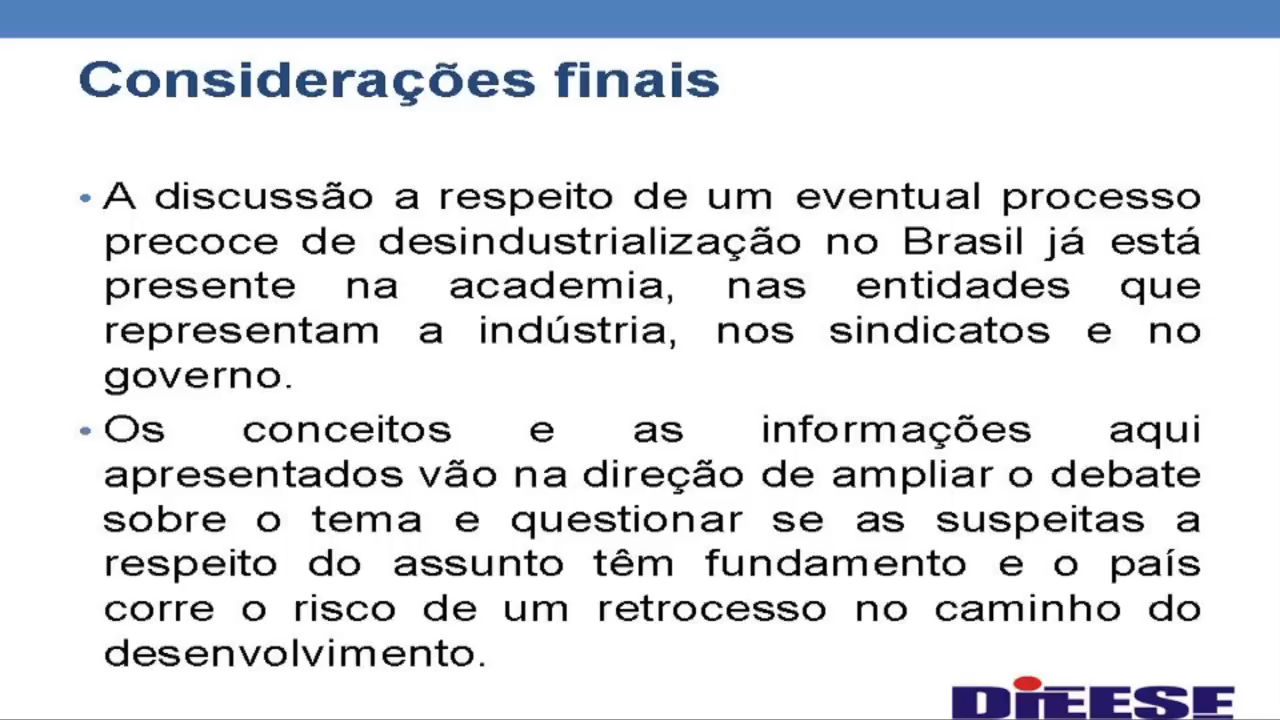 Considerações finais
• A discussão a respeito de um eventual processo
precoce de desindustrialização no Brasil já está
presente na academia, nas entidades que
representam a indústria, nos sindicatos e no
governo.
• Os conceitos e as informações aqui
apresentados vão na direção de ampliar o debate
sobre o tema e questionar se as suspeitas a
respeito do assunto têm fundamento e o país
corre o risco de um retrocesso no caminho do
desenvolvimento.
DIEESE